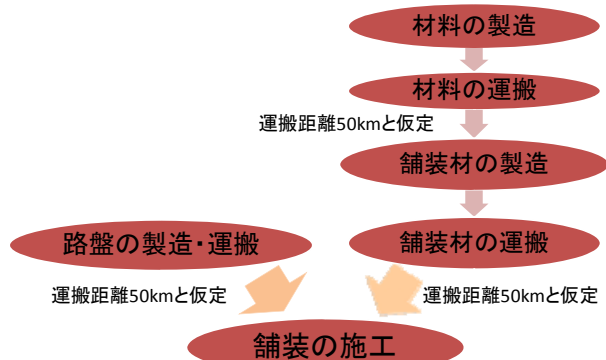 材料の製造
材料の運搬
運搬距離50kmと仮定
舗装材の製造
路盤の製造・運搬
舗装材の運搬
運搬距離50kmと仮定
運搬距離50kmと仮定
舗装の施工